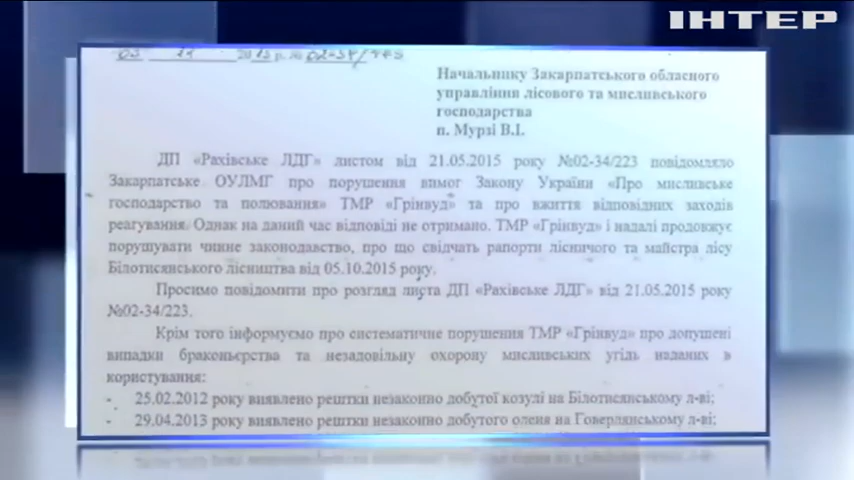 ІНТЕР
2015 р. № 02-34/
Начальнику Закарпатського обласного
управління лісового та мисливського
господарства
п. Мурзі В.І.
ДП «Рахівське ЛДГ» листом від 21.05.2015 року №02-34/223 повідомляло
Закарпатське ОУЛМГ про порушення вимог Закону України «Про мисливське
господарство та полювання» ТМР «Грінвуд» та про вжиття відповідних заходів
реагування. Однак на даний час відповіді не отримано. ТМР «Грінвуд» і надалі продовжує
порушувати чинне законодавство, про що свідчать рапорти лісничого та майстра лісу
Білотисянського лісництва від 05.10.2015 року.
Просимо повідомити про розгляд листа ДП «Рахівське ЛДГ» від 21.05.2015 року
№02-34/223.
Крім того інформуємо про систематичне порушення ТМР «Грінвуд» про допущені
випадки браконьєрства та незадовільну охорону мисливських угідь наданих в
користування:
- 25.02.2012 року виявлено рештки незаконно добутої козулі на Білотисянському л-ві;
- 29.04.2013 року виявлено рештки незаконно добутого оленя на Говерлянському л-ві;